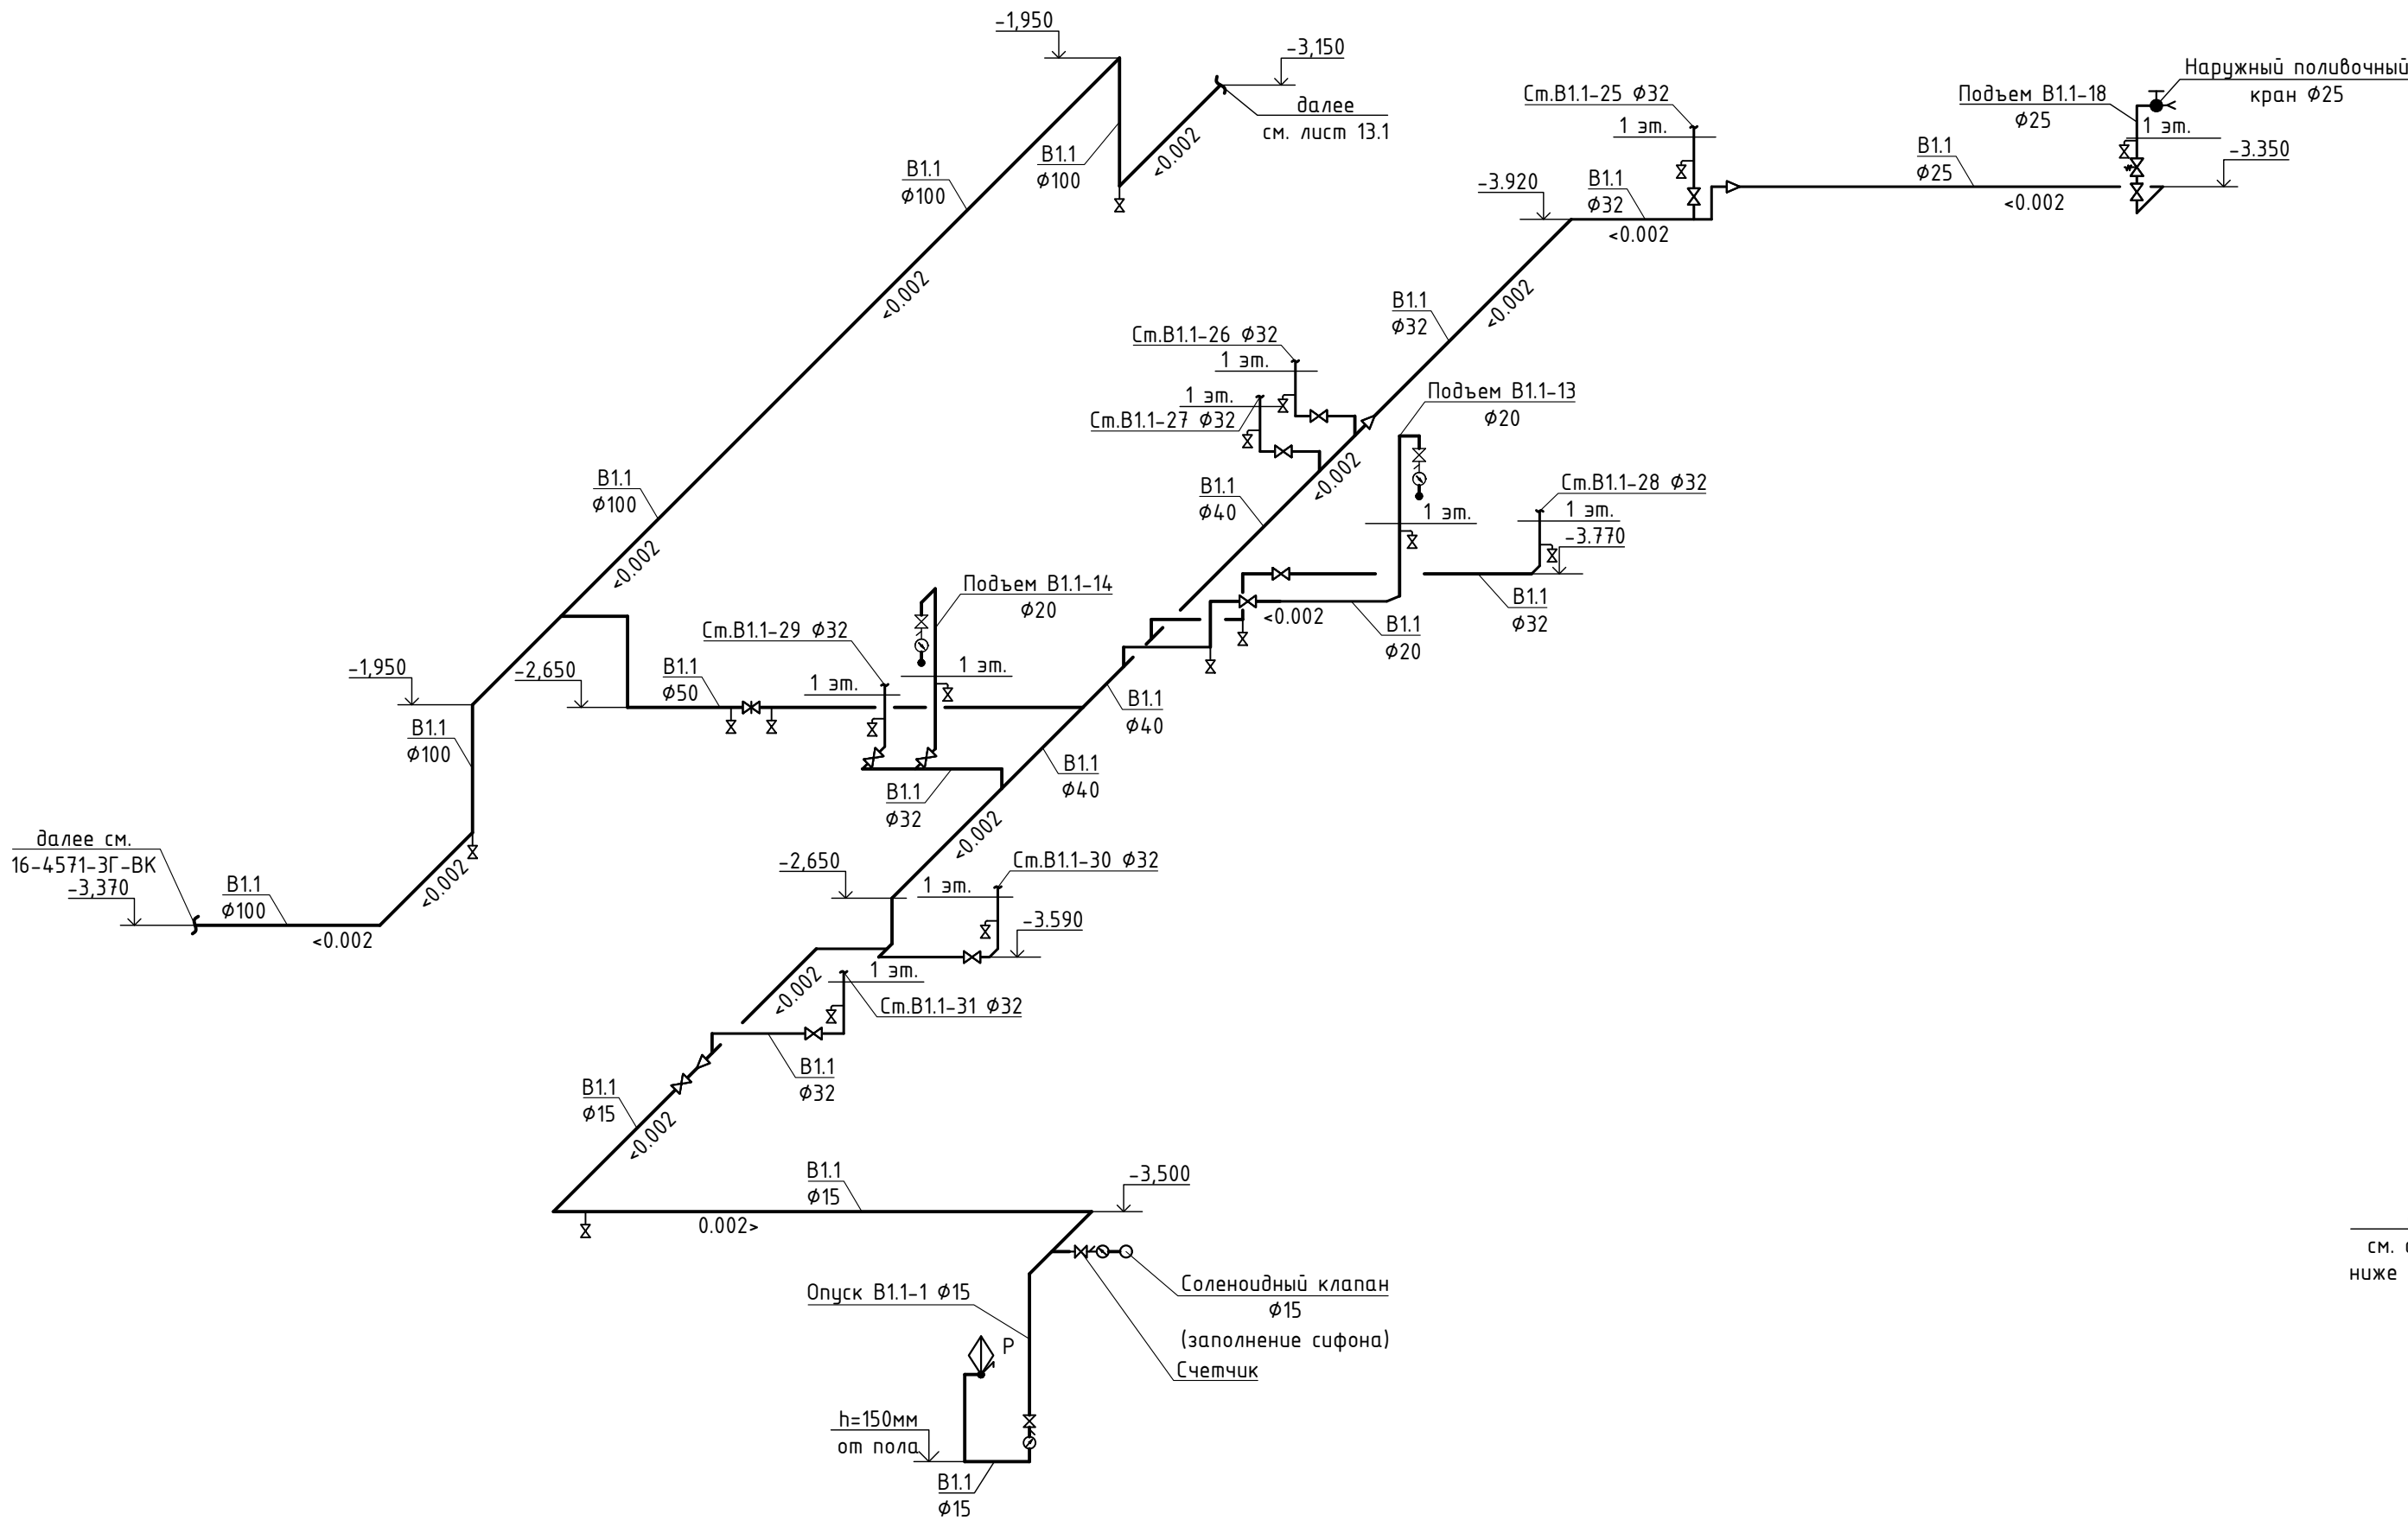 -1,950
-3,150
далее
см. лист 13.1
Ст.В1.1-25 Ф32
1 эт.
Подъем В1.1-18
Ф25
Наружный поливочный
кран Ф25
1 эт.
-3.350
В1.1
Ф100
В1.1
Ф100
<0.002
-3.920
В1.1
Ф32
<0.002
В1.1
Ф25
<0.002
<0.002
В1.1
Ф32
<0.002
Ст.В1.1-26 Ф32
1 эт.
1 эт.
Ст.В1.1-27 Ф32
Подъем В1.1-13
Ф20
<0.002
В1.1
Ф40
В1.1
Ф100
<0.002
1 эт.
Ст.В1.1-28 Ф32
1 эт.
-3.770
Подъем В1.1-14
Ф20
<0.002
В1.1
Ф20
В1.1
Ф32
Ст.В1.1-29 Ф32
1 эт.
1 эт.
-1,950
-2,650
В1.1
Ф50
В1.1
Ф100
В1.1
Ф40
В1.1
Ф40
В1.1
Ф32
<0.002
далее см.
16-4571-3Г-ВК
-3,370
В1.1
Ф100
<0.002
<0.002
-2,650
Ст.В1.1-30 Ф32
1 эт.
-3.590
<0.002
1 эт.
Ст.В1.1-31 Ф32
В1.1
Ф32
В1.1
Ф15
<0.002
В1.1
Ф15
0.002>
-3,500
Соленоидный клапан
Ф15
(заполнение сифона)
Счетчик
Опуск В1.1-1 Ф15
Р
h=150мм
от пола
В1.1
Ф15
см.
ниже